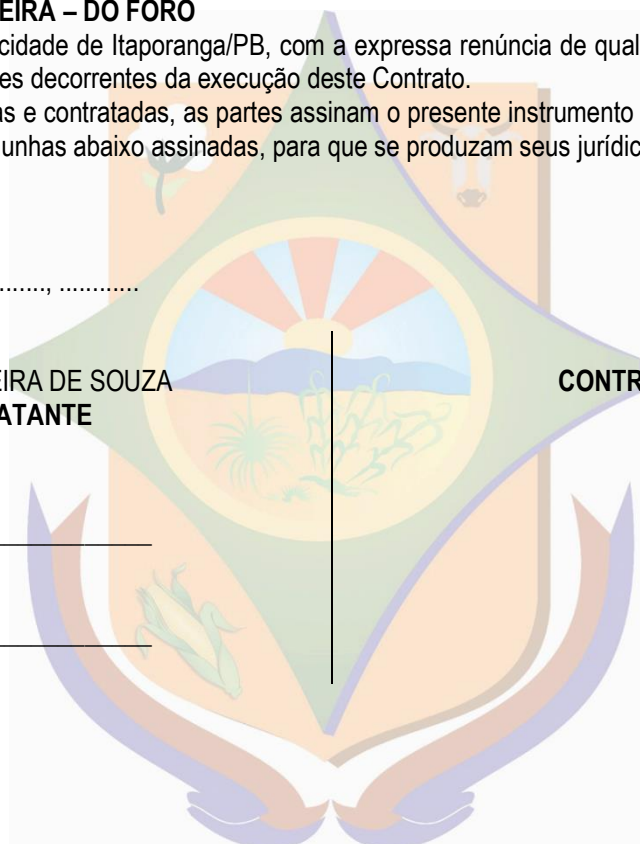 EIRA – DO FORO
cidade de Itaporanga/PB, com a expressa renúncia de qual
es decorrentes da execução deste Contrato.
as e contratadas, as partes assinam o presente instrumento
unhas abaixo assinadas, para que se produzam seus jurídic
........, ............
EIRA DE SOUZA
CONTR
ATANTE